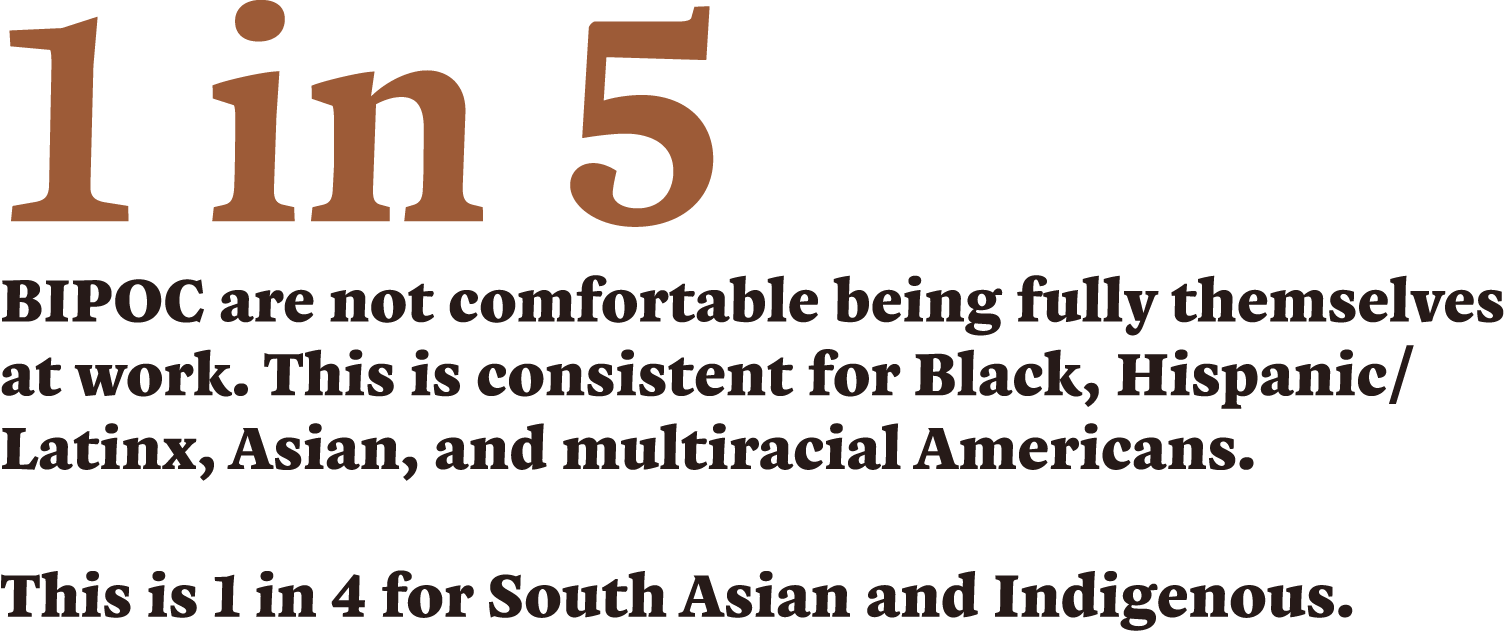 1 in 5
BIPOC are not comfortable being fully themselves
at work. This is consistent for Black, Hispanic/
Latinx, Asian, and multiracial Americans.
This is 1 in 4 for South Asian and Indigenous.